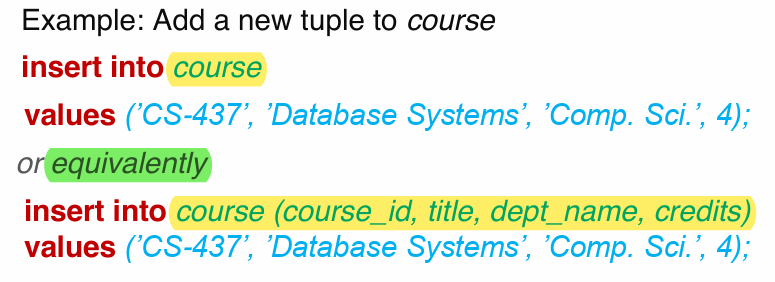 Example: Add a new tuple to course
insert into course
values (’CS-437’, ’Database Systems’, ’Comp. Sci.’, 4);
or equivalently
insert into course (course_id, title, dept_name, credits)
values (’CS-437’, ’Database Systems’, ’Comp. Sci.’, 4);